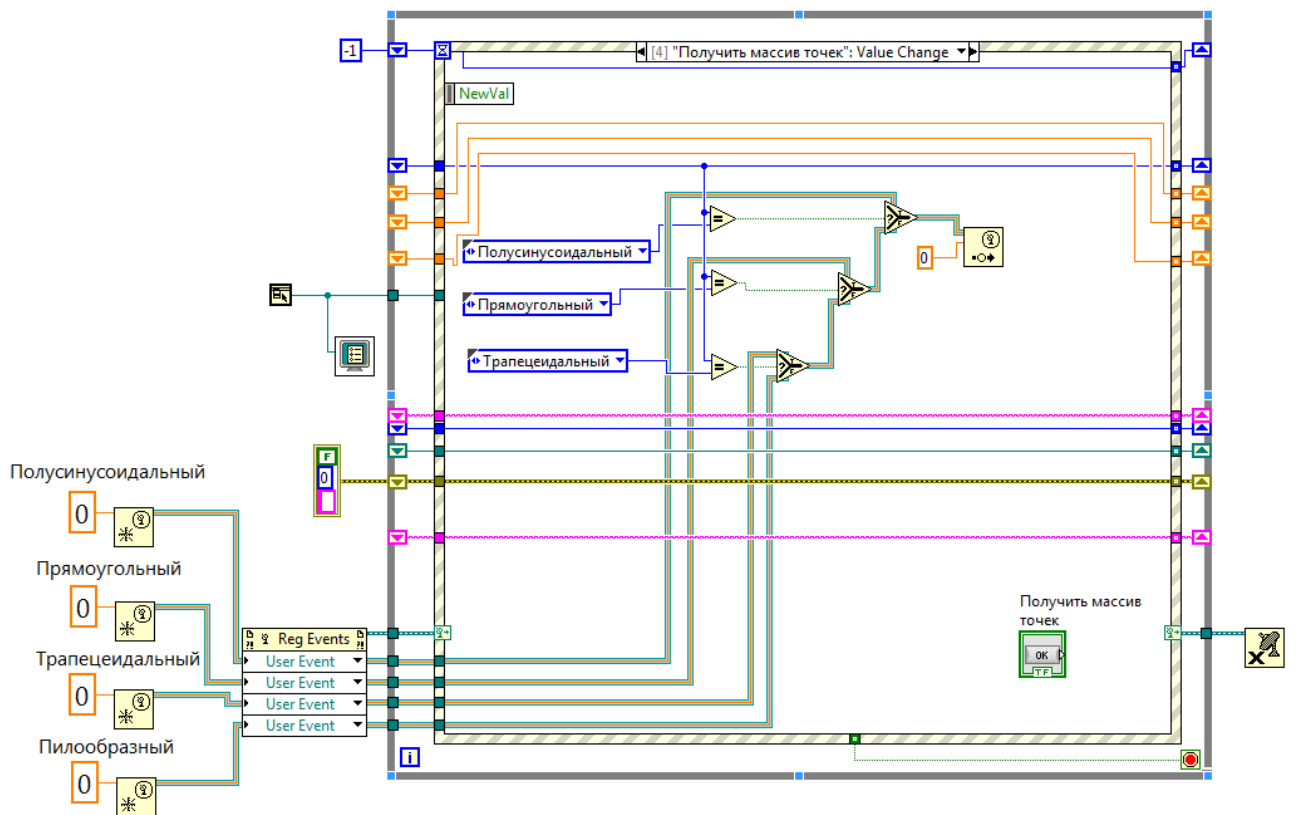 -1
[4] "Получить массив точек": Value Change
NewVal
?
T
F
=
Полусинусоидальный
0
?
T
F
=
Прямоугольный
?
T
F
=
Трапецеидальный
F
0
Полусинусоидальный
0
Прямоугольный
0
Получить массив
точек
OK
TF
Reg Events
Трапецеидальный
User Event
0
User Event
User Event
User Event
Пилообразный
i
0